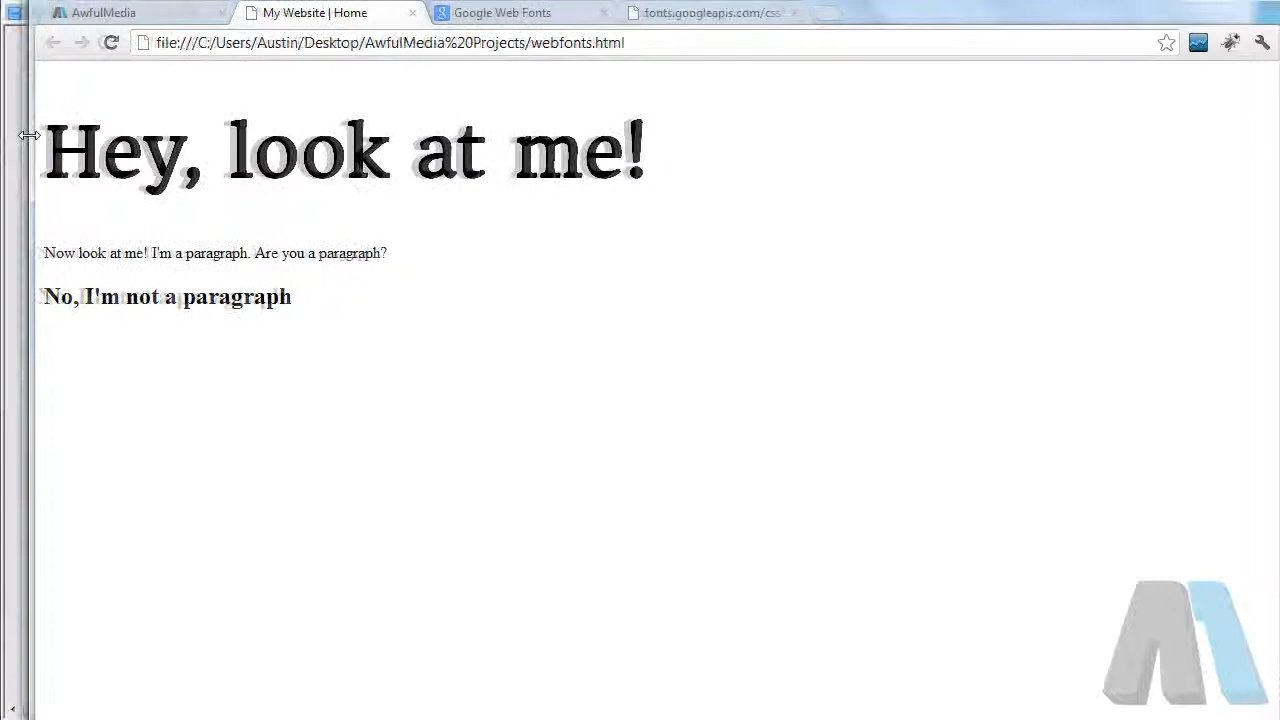 AwfulMedia
My Website | Home
Google Web Fonts
fonts.googleapis.com/css
file:///C:/Users/Austin/Desktop/AwfulMedia%20Projects/webfonts.html
Hey, look at me!
Now look at me! I'm a paragraph. Are you a paragraph?
No, I'm not a paragraph